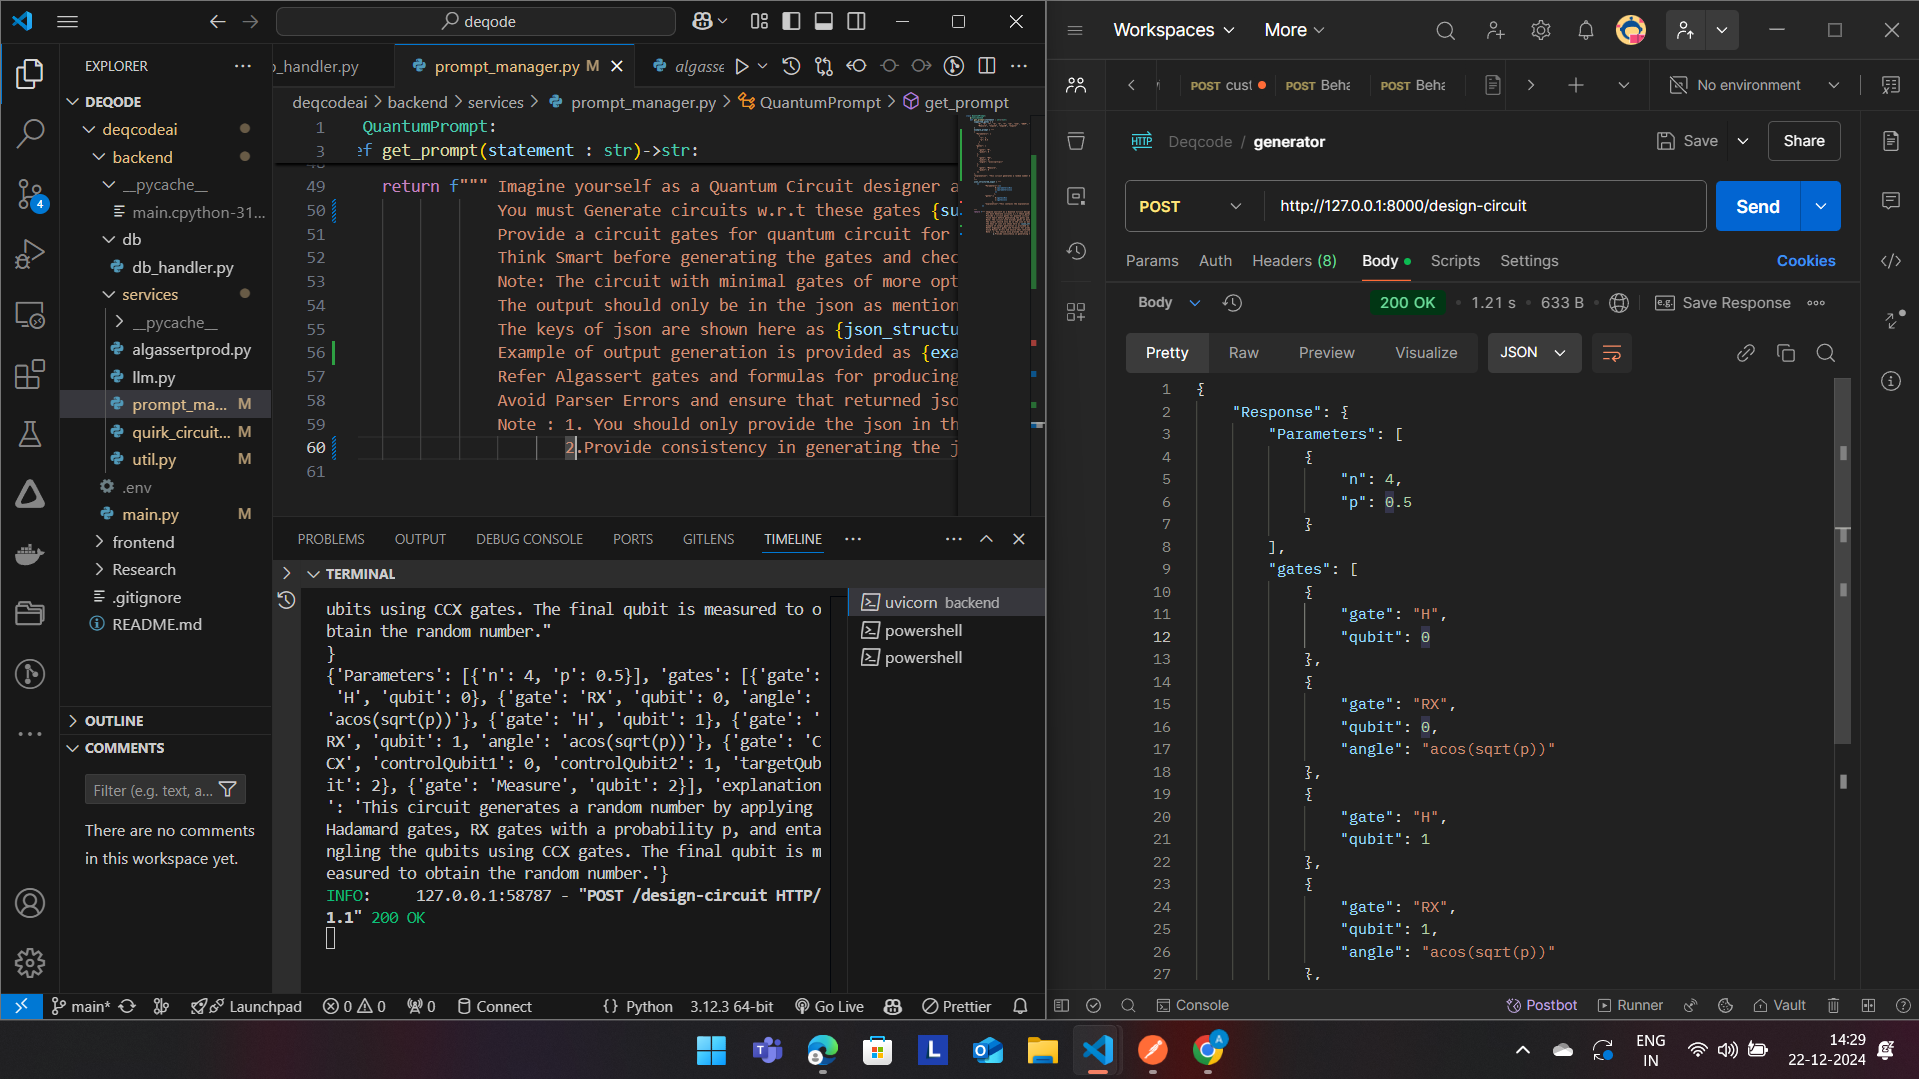 deqode
Workspaces
More
EXPLORER
p_handler.py
prompt_manager.py M
algasse
POST cust
POST Beha
POST Beha
No environment
DEQODE
deqcodeai > backend > services > prompt_manager.py > QuantumPrompt > get_prompt
deqcodeai
backend
__pycache__
main.cpython-31...
db
db_handler.py
services
__pycache__
algassertprod.py
llm.py
prompt_ma... M
quirk_circuit... M
util.py M
.env
main.py M
frontend
Research
.gitignore
README.md
OUTLINE
COMMENTS
Filter (e.g. text, a...
There are no comments
in this workspace yet.
4
1 QuantumPrompt:
3 ef get_prompt(statement : str)->str:
49 return f""" Imagine yourself as a Quantum Circuit designer a
50 You must Generate circuits w.r.t these gates {su
51 Provide a circuit gates for quantum circuit for
52 Think Smart before generating the gates and chec
53 Note: The circuit with minimal gates of more opt
54 The output should only be in the json as mention
55 The keys of json are shown here as {json_structu
56 Example of output generation is provided as {exa
57 Refer Algassert gates and formulas for producing
58 Avoid Parser Errors and ensure that returned jso
59 Note : 1. You should only provide the json in th
60 2.Provide consistency in generating the j
61
PROBLEMS OUTPUT DEBUG CONSOLE PORTS GITLENS TIMELINE
TERMINAL
ubits using CCX gates. The final qubit is measured to o
btain the random number."
}
{'Parameters': [{'n': 4, 'p': 0.5}], 'gates': [{'gate':
'H', 'qubit': 0}, {'gate': 'RX', 'qubit': 0, 'angle':
'acos(sqrt(p))'}, {'gate': 'H', 'qubit': 1}, {'gate': '
RX', 'qubit': 1, 'angle': 'acos(sqrt(p))'}, {'gate': 'C
CX', 'controlQubit1': 0, 'controlQubit2': 1, 'targetQub
it': 2}, {'gate': 'Measure', 'qubit': 2}], 'explanation
': 'This circuit generates a random number by applying
Hadamard gates, RX gates with a probability p, and enta
ngling the qubits using CCX gates. The final qubit is m
easured to obtain the random number.'}
INFO: 127.0.0.1:58787 - "POST /design-circuit HTTP/
1.1" 200 OK
uvicorn backend
powershell
powershell
main* Launchpad 0 0 0 Connect {} Python 3.12.3 64-bit Go Live Prettier
HTTP Deqcode / generator
Save
Share
POST
http://127.0.0.1:8000/design-circuit
Send
Params Auth Headers (8) Body Scripts Settings Cookies
Body
200 OK • 1.21 s • 633 B
e.g. Save Response
Pretty Raw Preview Visualize JSON
1 {
2 "Response": {
3 "Parameters": [
4 {
5 "n": 4,
6 "p": 0.5
7 }
8 ],
9 "gates": [
10 {
11 "gate": "H",
12 "qubit": 0
13 },
14 {
15 "gate": "RX",
16 "qubit": 0,
17 "angle": "acos(sqrt(p))"
18 },
19 {
20 "gate": "H",
21 "qubit": 1
22 },
23 {
24 "gate": "RX",
25 "qubit": 1,
26 "angle": "acos(sqrt(p))"
27 },
Console Postbot Runner Vault
ENG
IN
14:29
22-12-2024